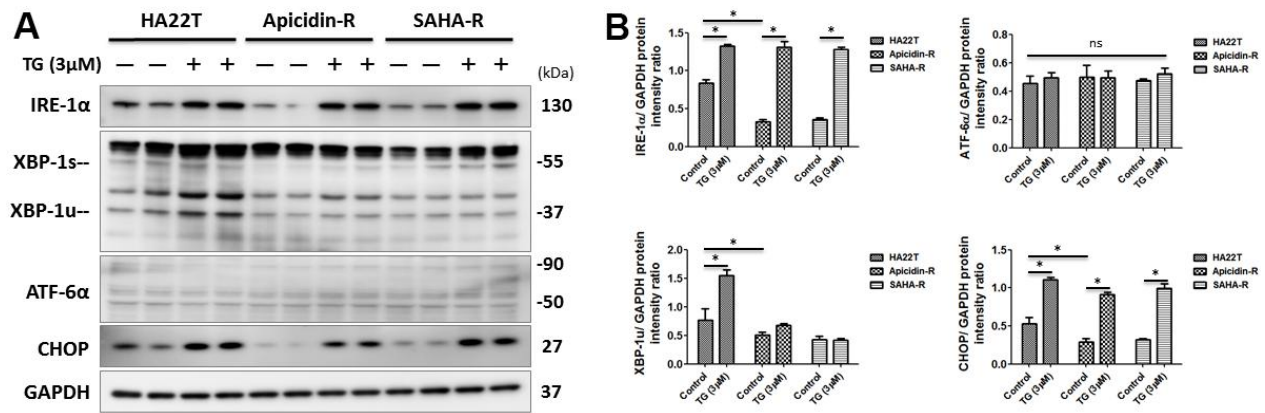 A
HA22T Apicidin-R SAHA-R
TG (3μM) — — + + — — + + — — + + (kDa)
IRE-1α 130
XBP-1s-- -55
XBP-1u-- -37
-90
ATF-6α
-50
CHOP 27
GAPDH 37
B
IRE-1α/ GAPDH protein
intensity ratio
1.5
1.0
0.5
0.0
* * * *
Control
TG (3μM)
Control
TG (3μM)
Control
TG (3μM)
HA22T
Apicidin-R
SAHA-R
ATF-6α/ GAPDH protein
intensity ratio
1.5
1.0
0.5
0.0
ns
Control
TG (3μM)
Control
TG (3μM)
Control
TG (3μM)
HA22T
Apicidin-R
SAHA-R
XBP-1u/ GAPDH protein
intensity ratio
2.0
1.5
1.0
0.5
0.0
* *
Control
TG (3μM)
Control
TG (3μM)
Control
TG (3μM)
HA22T
Apicidin-R
SAHA-R
CHOP/ GAPDH protein
intensity ratio
1.5
1.0
0.5
0.0
* * * *
Control
TG (3μM)
Control
TG (3μM)
Control
TG (3μM)
HA22T
Apicidin-R
SAHA-R